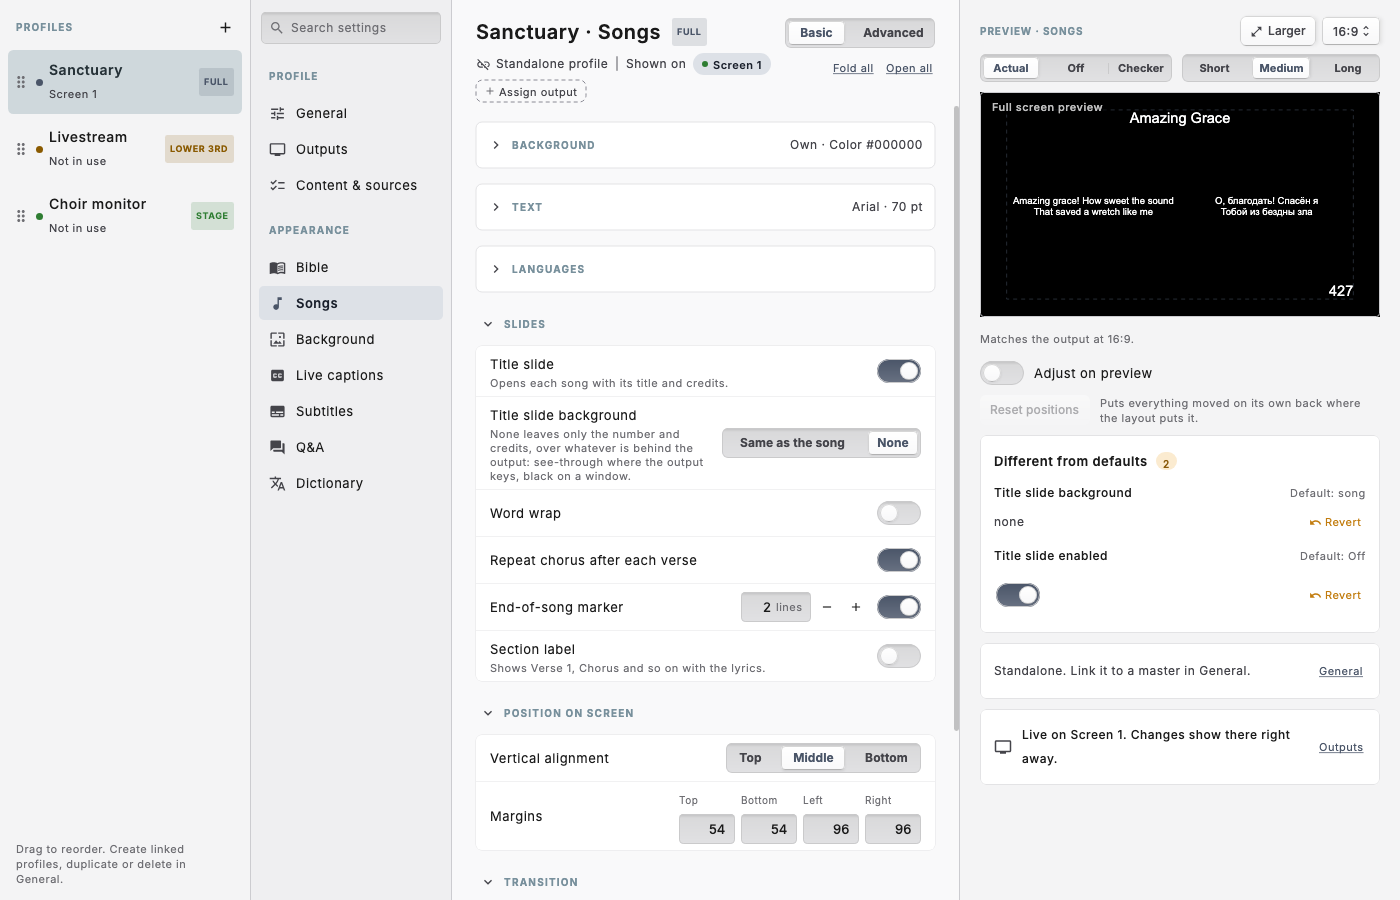 PROFILES
Sanctuary
Screen 1
FULL
Livestream
Not in use
LOWER 3RD
Choir monitor
Not in use
STAGE
Drag to reorder. Create linked
profiles, duplicate or delete in
General.
Search settings
PROFILE
General
Outputs
Content & sources
APPEARANCE
Bible
Songs
Background
Live captions
Subtitles
Q&A
Dictionary
Sanctuary · Songs FULL
Basic Advanced
Standalone profile | Shown on Screen 1
Fold all Open all
+ Assign output
BACKGROUND Own · Color #000000
TEXT Arial · 70 pt
LANGUAGES
SLIDES
Title slide
Opens each song with its title and credits.
Title slide background
None leaves only the number and
credits, over whatever is behind the
output: see-through where the output
keys, black on a window.
Same as the song None
Word wrap
Repeat chorus after each verse
End-of-song marker 2 lines − +
Section label
Shows Verse 1, Chorus and so on with the lyrics.
POSITION ON SCREEN
Vertical alignment Top Middle Bottom
Top Bottom Left Right
Margins 54 54 96 96
TRANSITION
PREVIEW · SONGS Larger 16:9
Actual Off Checker Short Medium Long
Full screen preview
Amazing Grace
Amazing grace! How sweet the sound
That saved a wretch like me
О, благодать! Спасён я
Тобой из бездны зла
427
Matches the output at 16:9.
Adjust on preview
Reset positions
Puts everything moved on its own back where
the layout puts it.
Different from defaults 2
Title slide background Default: song
none Revert
Title slide enabled Default: Off
Revert
Standalone. Link it to a master in General. General
Live on Screen 1. Changes show there right
away.
Outputs